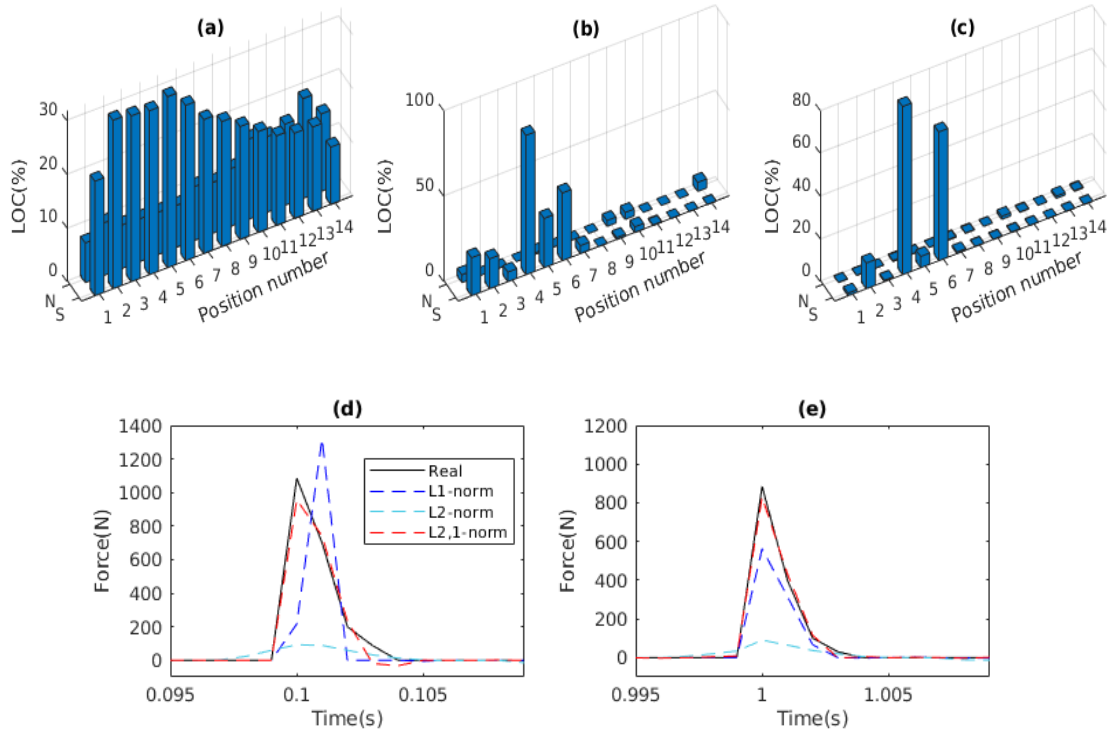 (a)
30
20
10
0
LOC(%)
N
S
1 2 3 4 5 6 7 8 9 10 11 12 13 14
Position number
(b)
100
50
0
LOC(%)
N
S
1 2 3 4 5 6 7 8 9 10 11 12 13 14
Position number
(c)
80
60
40
20
0
LOC(%)
N
S
1 2 3 4 5 6 7 8 9 10 11 12 13 14
Position number
(d)
1400
1200
1000
800
600
400
200
0
Force(N)
0.095 0.1 0.105
Time(s)
Real
L1-norm
L2-norm
L2,1-norm
(e)
1200
1000
800
600
400
200
0
Force(N)
0.995 1 1.005
Time(s)